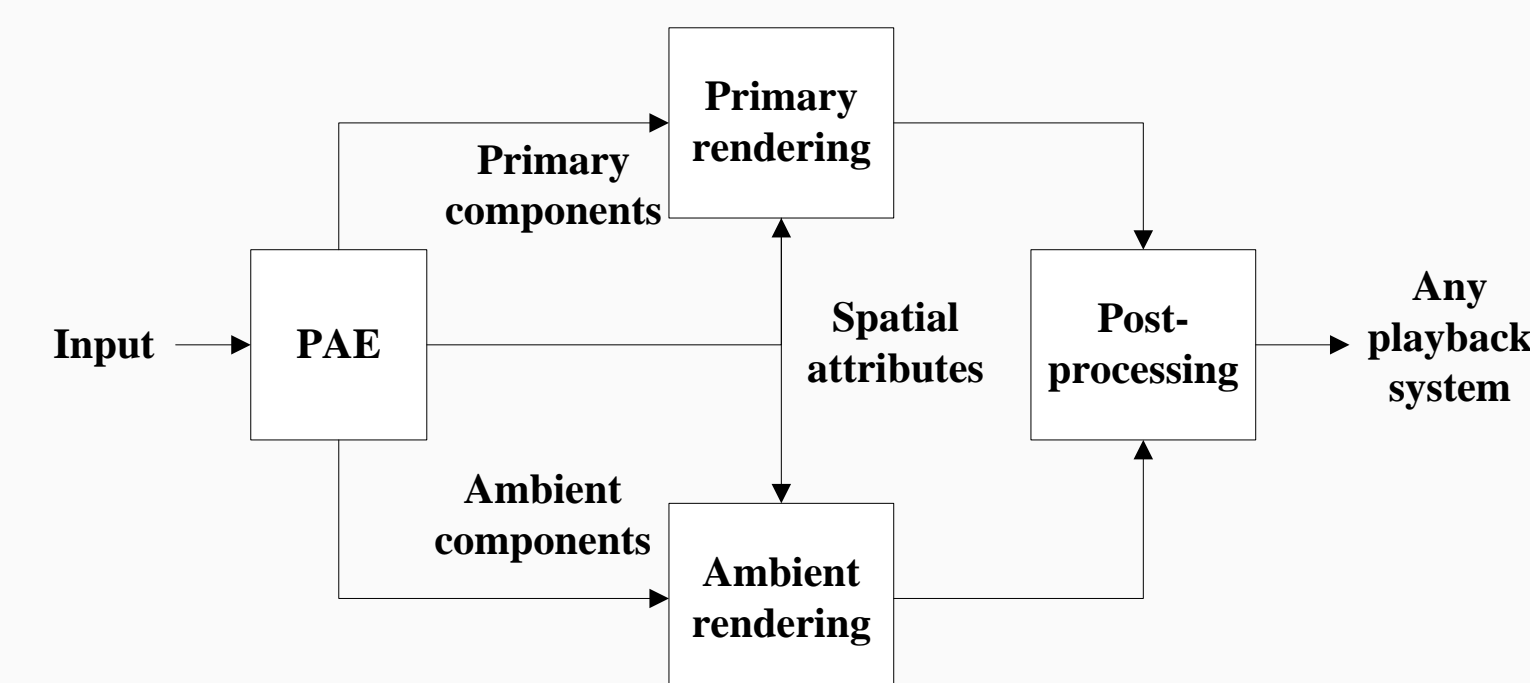 Primary
rendering
Primary
components
Input
PAE
Spatial
attributes
Post-
processing
Any
playback
system
Ambient
components
Ambient
rendering